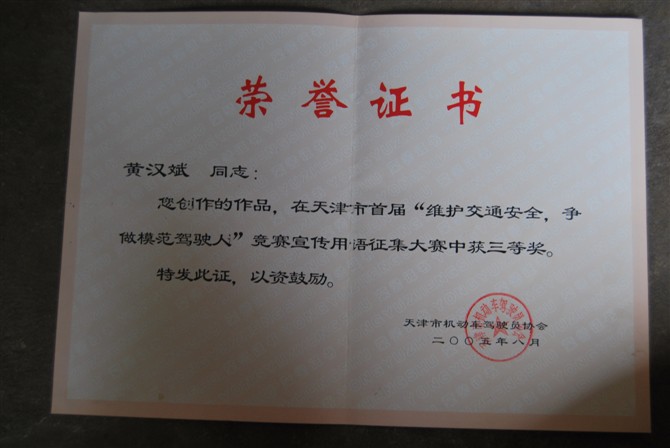 荣誉证书
黄汉斌 同志：
您创作的作品，在天津市首届“维护交通安全，争
做模范驾驶人”竞赛宣传用语征集大赛中获三等奖。
特发此证，以资鼓励。
天津市机动车驾驶员协会
二〇〇五年八月